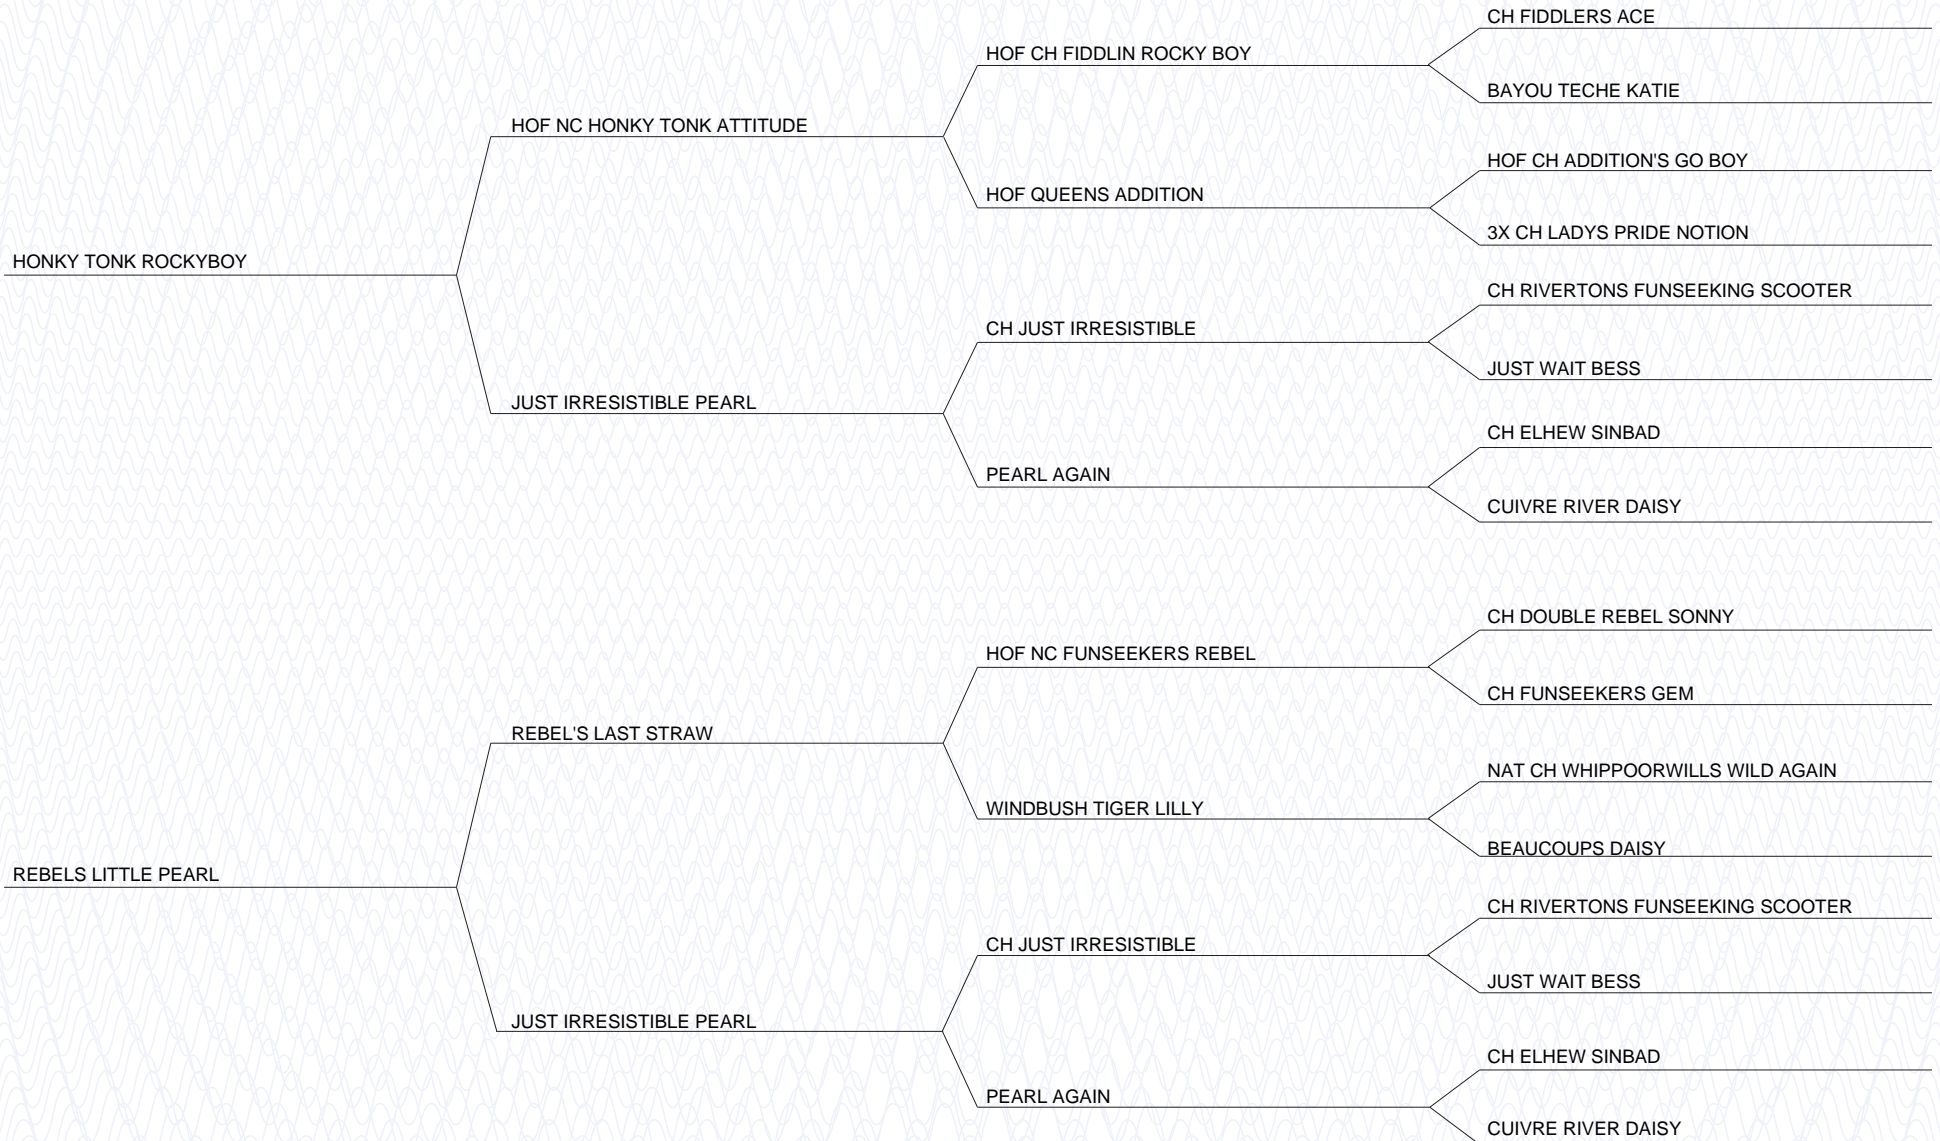 CH FIDDLERS ACE
HOF CH FIDDLIN ROCKY BOY
BAYOU TECHE KATIE
HOF NC HONKY TONK ATTITUDE
HOF CH ADDITION'S GO BOY
HOF QUEENS ADDITION
3X CH LADYS PRIDE NOTION
HONKY TONK ROCKYBOY
CH RIVERTONS FUNSEEKING SCOOTER
CH JUST IRRESISTIBLE
JUST WAIT BESS
JUST IRRESISTIBLE PEARL
CH ELHEW SINBAD
PEARL AGAIN
CUIVRE RIVER DAISY
CH DOUBLE REBEL SONNY
HOF NC FUNSEEKERS REBEL
CH FUNSEEKERS GEM
REBEL'S LAST STRAW
NAT CH WHIPPOORWILLS WILD AGAIN
WINDBUSH TIGER LILLY
BEAUCOUPS DAISY
REBELS LITTLE PEARL
CH RIVERTONS FUNSEEKING SCOOTER
CH JUST IRRESISTIBLE
JUST WAIT BESS
JUST IRRESISTIBLE PEARL
CH ELHEW SINBAD
PEARL AGAIN
CUIVRE RIVER DAISY